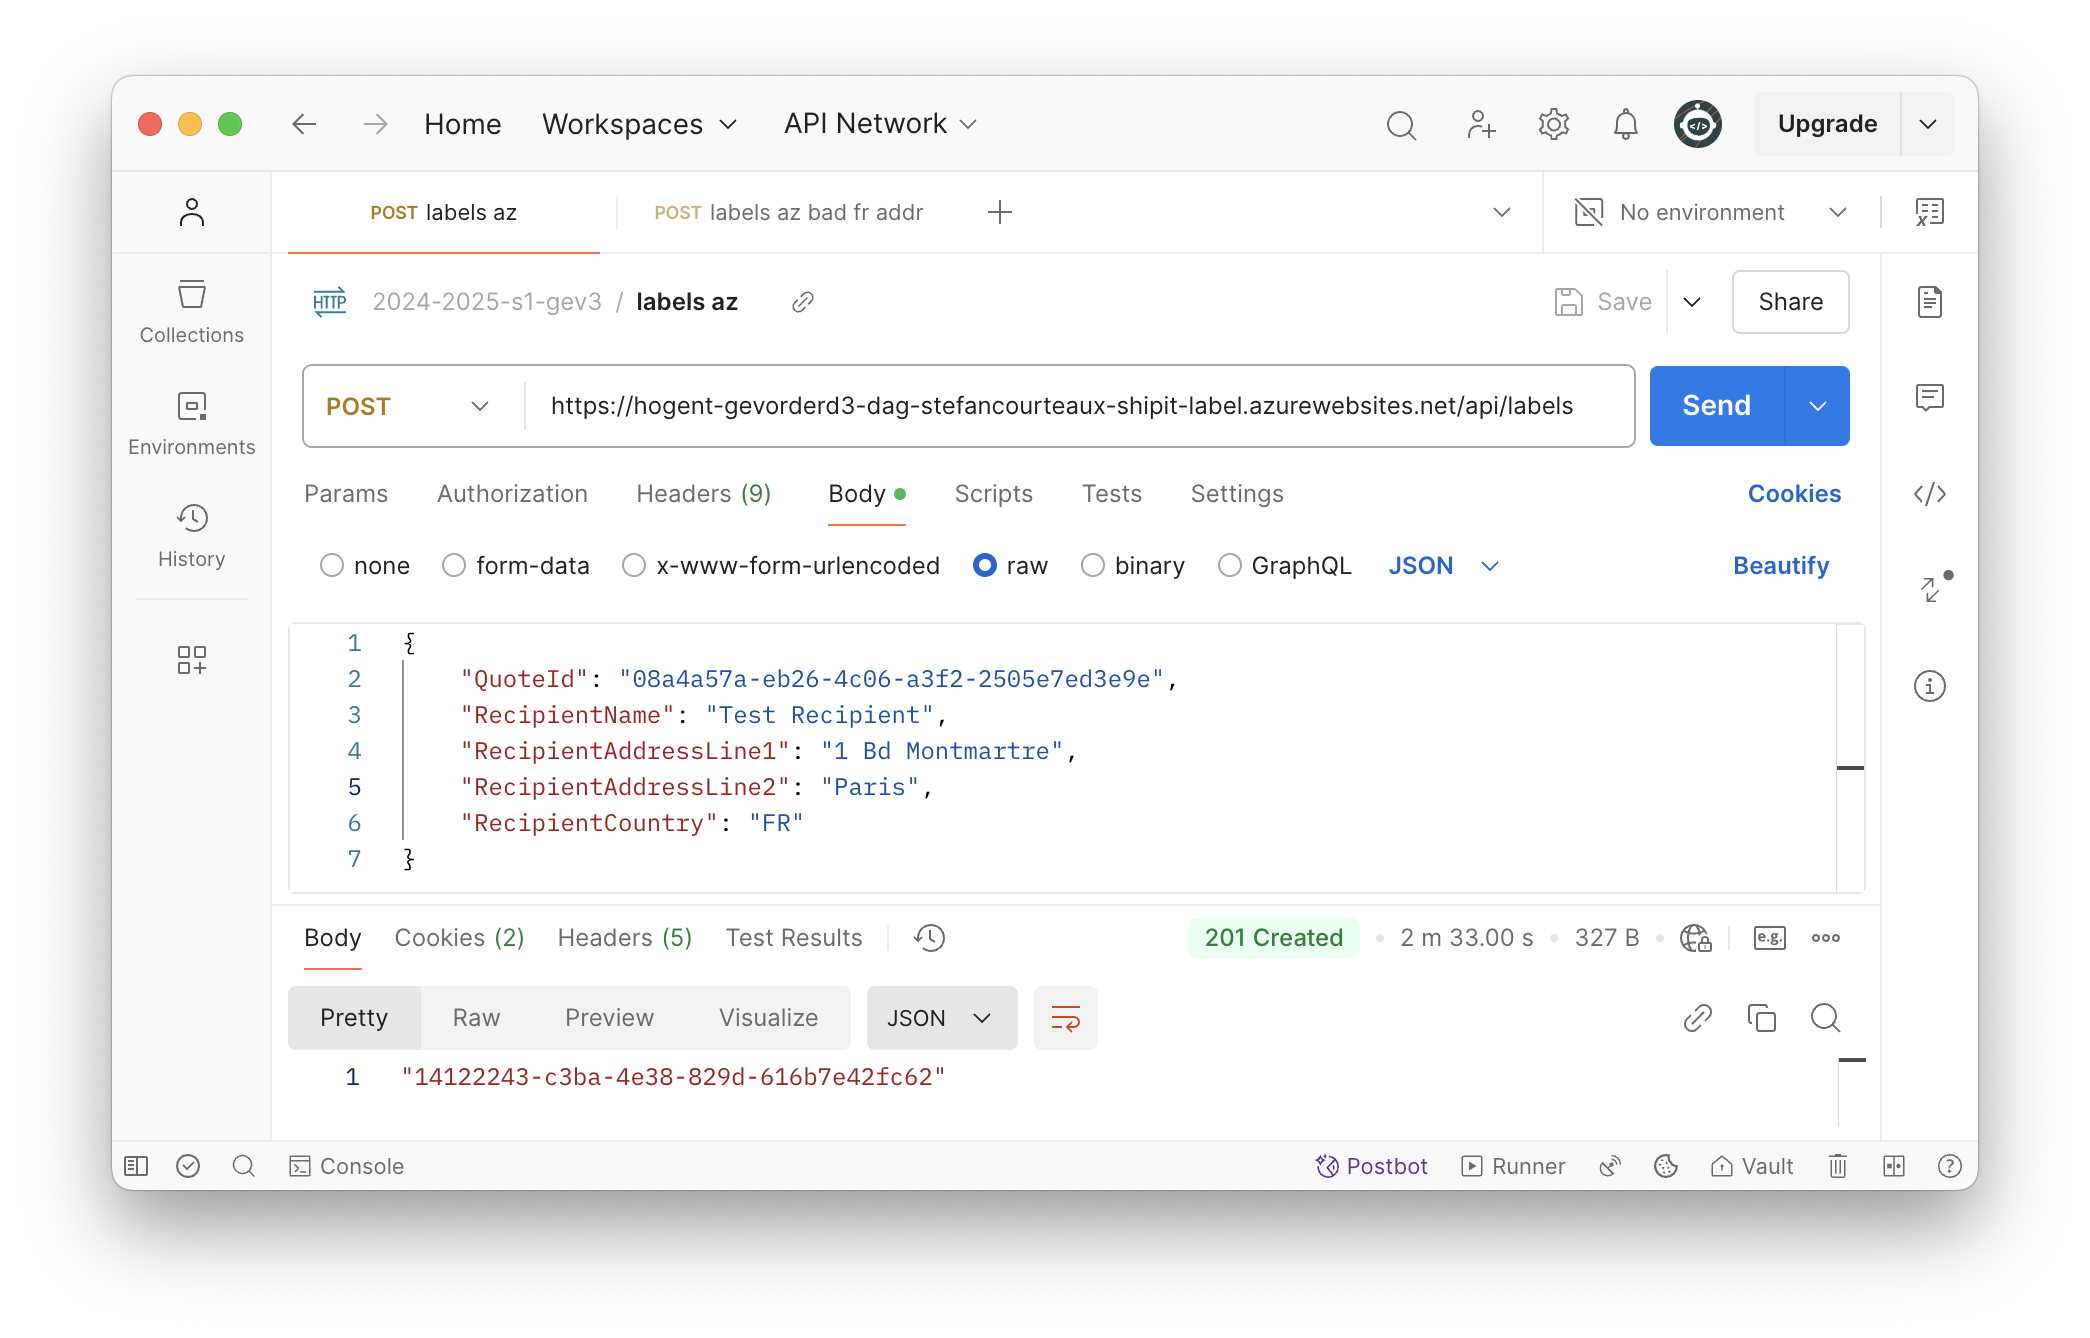 Home Workspaces API Network Upgrade
POST labels az POST labels az bad fr addr No environment
HTTP 2024-2025-s1-gev3 / labels az Save Share
Collections
Environments
History
POST https://hogent-gevorderd3-dag-stefancourteaux-shipit-label.azurewebsites.net/api/labels Send
Params Authorization Headers (9) Body Scripts Tests Settings Cookies
none form-data x-www-form-urlencoded raw binary GraphQL JSON Beautify
1 {
2 "QuoteId": "08a4a57a-eb26-4c06-a3f2-2505e7ed3e9e",
3 "RecipientName": "Test Recipient",
4 "RecipientAddressLine1": "1 Bd Montmartre",
5 "RecipientAddressLine2": "Paris",
6 "RecipientCountry": "FR"
7 }
Body Cookies (2) Headers (5) Test Results 201 Created • 2 m 33.00 s • 327 B • e.g.
Pretty Raw Preview Visualize JSON
1 "14122243-c3ba-4e38-829d-616b7e42fc62"
Console Postbot Runner Vault